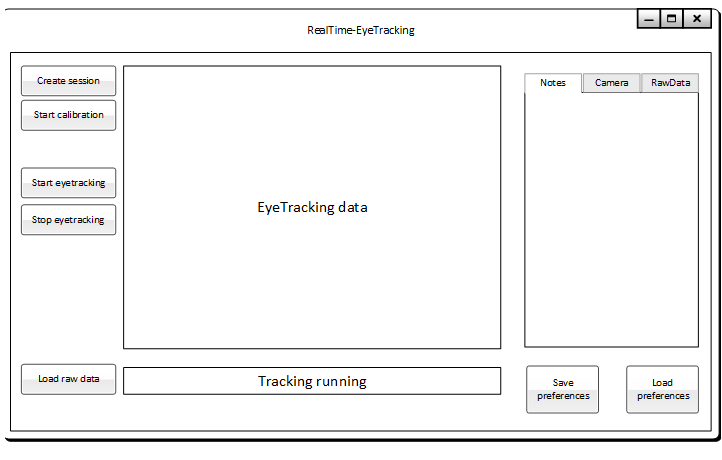 RealTime-EyeTracking
Create session
Start calibration
Start eyetracking
Stop eyetracking
Load raw data
EyeTracking data
Tracking running
Notes
Camera
RawData
Save
preferences
Load
preferences